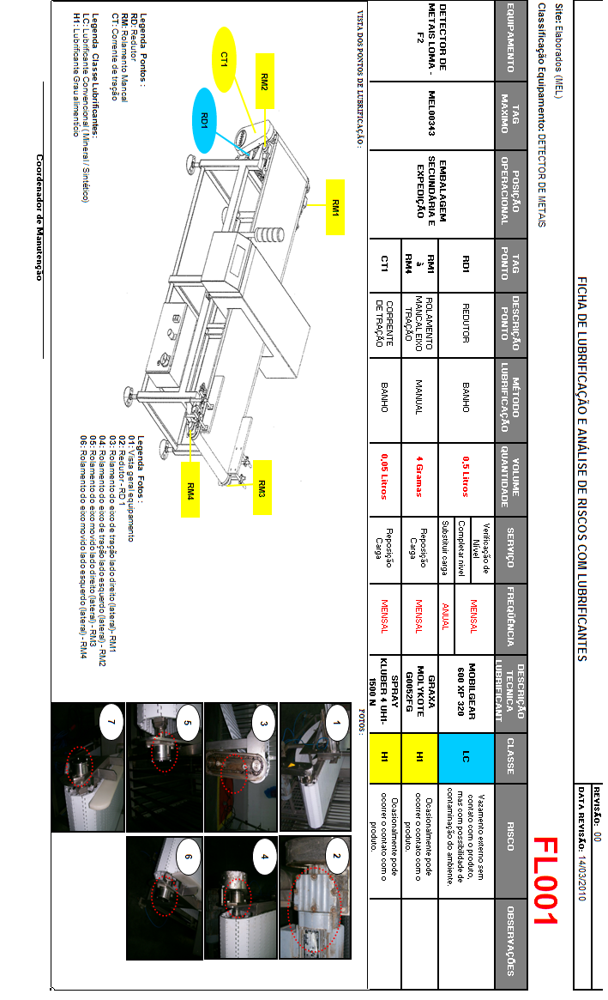 FICHA DE LUBRIFICAÇÃO E ANÁLISE DE RISCOS COM LUBRIFICANTES
REVISÃO: 00
DATA REVISÃO: 14/03/2010
Site: Elaborados (MEL)
Classificação Equipamento: DETECTOR DE METAIS
FL001
EQUIPAMENTO
TAG
MAXIMO
POSIÇÃO
OPERACIONAL
TAG
PONTO
DESCRIÇÃO
PONTO
MÉTODO
LUBRIFICAÇÃO
VOLUME
QUANTIDADE
SERVIÇO
FREQÜÊNCIA
DESCRIÇÃO
TECNICA
LUBRIFICANT
CLASSE
RISCO
OBSERVAÇÕES
DETECTOR DE
METAIS LOMA -
F2
MEL00343
EMBALAGEM
SECUNDÁRIA E
EXPEDIÇÃO
RD1
REDUTOR
BANHO
0,5 Litros
Verificação de
Nível
Completar nivel
MENSAL
Substituir carga
ANUAL
MOBILGEAR
600 XP 320
LC
Vazamento externo sem
contato com o produto,
mas com possibilidade de
contaminação do ambiente.
RM1
à
RM4
ROLAMENTO
MANCAL EIXO
TRAÇÃO
MANUAL
4 Gramas
Reposição
Carga
MENSAL
GRAXA
MOLYKOTE
G0052FG
H1
Ocasionalmente pode
ocorrer o contato com o
produto.
CT1
CORRENTE
DE TRAÇÃO
BANHO
0,05 Litros
Reposição
Carga
MENSAL
SPRAY
KLUBER 4 UH1-
1500 N
H1
Ocasionalmente pode
ocorrer o contato com o
produto.
VISTA DOS PONTOS DE LUBRIFICAÇÃO :
FOTOS :
RM1
RM2
CT1
RD1
RM3
RM4
1
2
3
4
5
6
7
Legenda Pontos :
RD: Redutor
RM: Rolamento Mancal
CT: Corrente de tração
Legenda Classe Lubrificantes:
LC: Lubrificante Convencional ( Mineral / Sintético)
H1: Lubrificante Grau alimentício
Legenda Fotos :
01: Vista geral equipamento
02: Redutor - RD 1
03: Rolamento do eixo de tração lado direito (lateral)- RM1
04: Rolamento do eixo de tração lado esquerdo (lateral)- RM2
05: Rolamento do eixo movido lado direito (lateral) - RM3
06: Rolamento do eixo movido lado esquerdo (lateral) - RM4
Coordenador de Manutenção